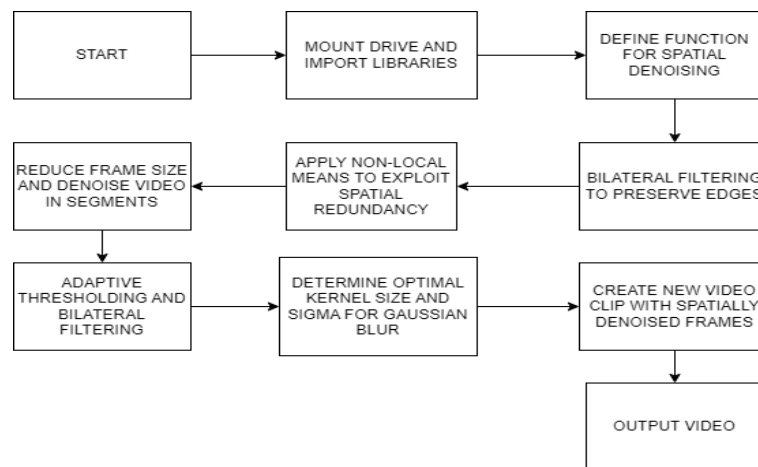 START
MOUNT DRIVE AND
IMPORT LIBRARIES
DEFINE FUNCTION
FOR SPATIAL
DENOISING
BILATERAL FILTERING
TO PRESERVE EDGES
APPLY NON-LOCAL
MEANS TO EXPLOIT
SPATIAL
REDUNDANCY
REDUCE FRAME SIZE
AND DENOISE VIDEO
IN SEGMENTS
ADAPTIVE
THRESHOLDING AND
BILATERAL
FILTERING
DETERMINE OPTIMAL
KERNEL SIZE AND
SIGMA FOR GAUSSIAN
BLUR
CREATE NEW VIDEO
CLIP WITH SPATIALLY
DENOISED FRAMES
OUTPUT VIDEO